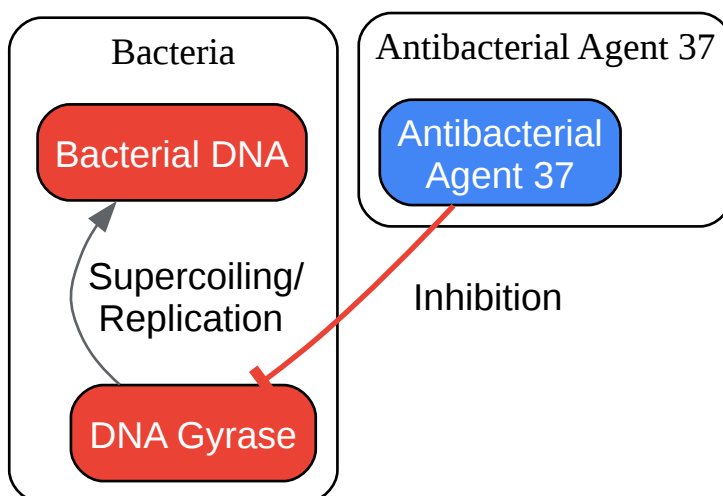 Bacteria
Bacterial DNA
Supercoiling/
Replication
DNA Gyrase
Antibacterial Agent 37
Antibacterial
Agent 37
Inhibition